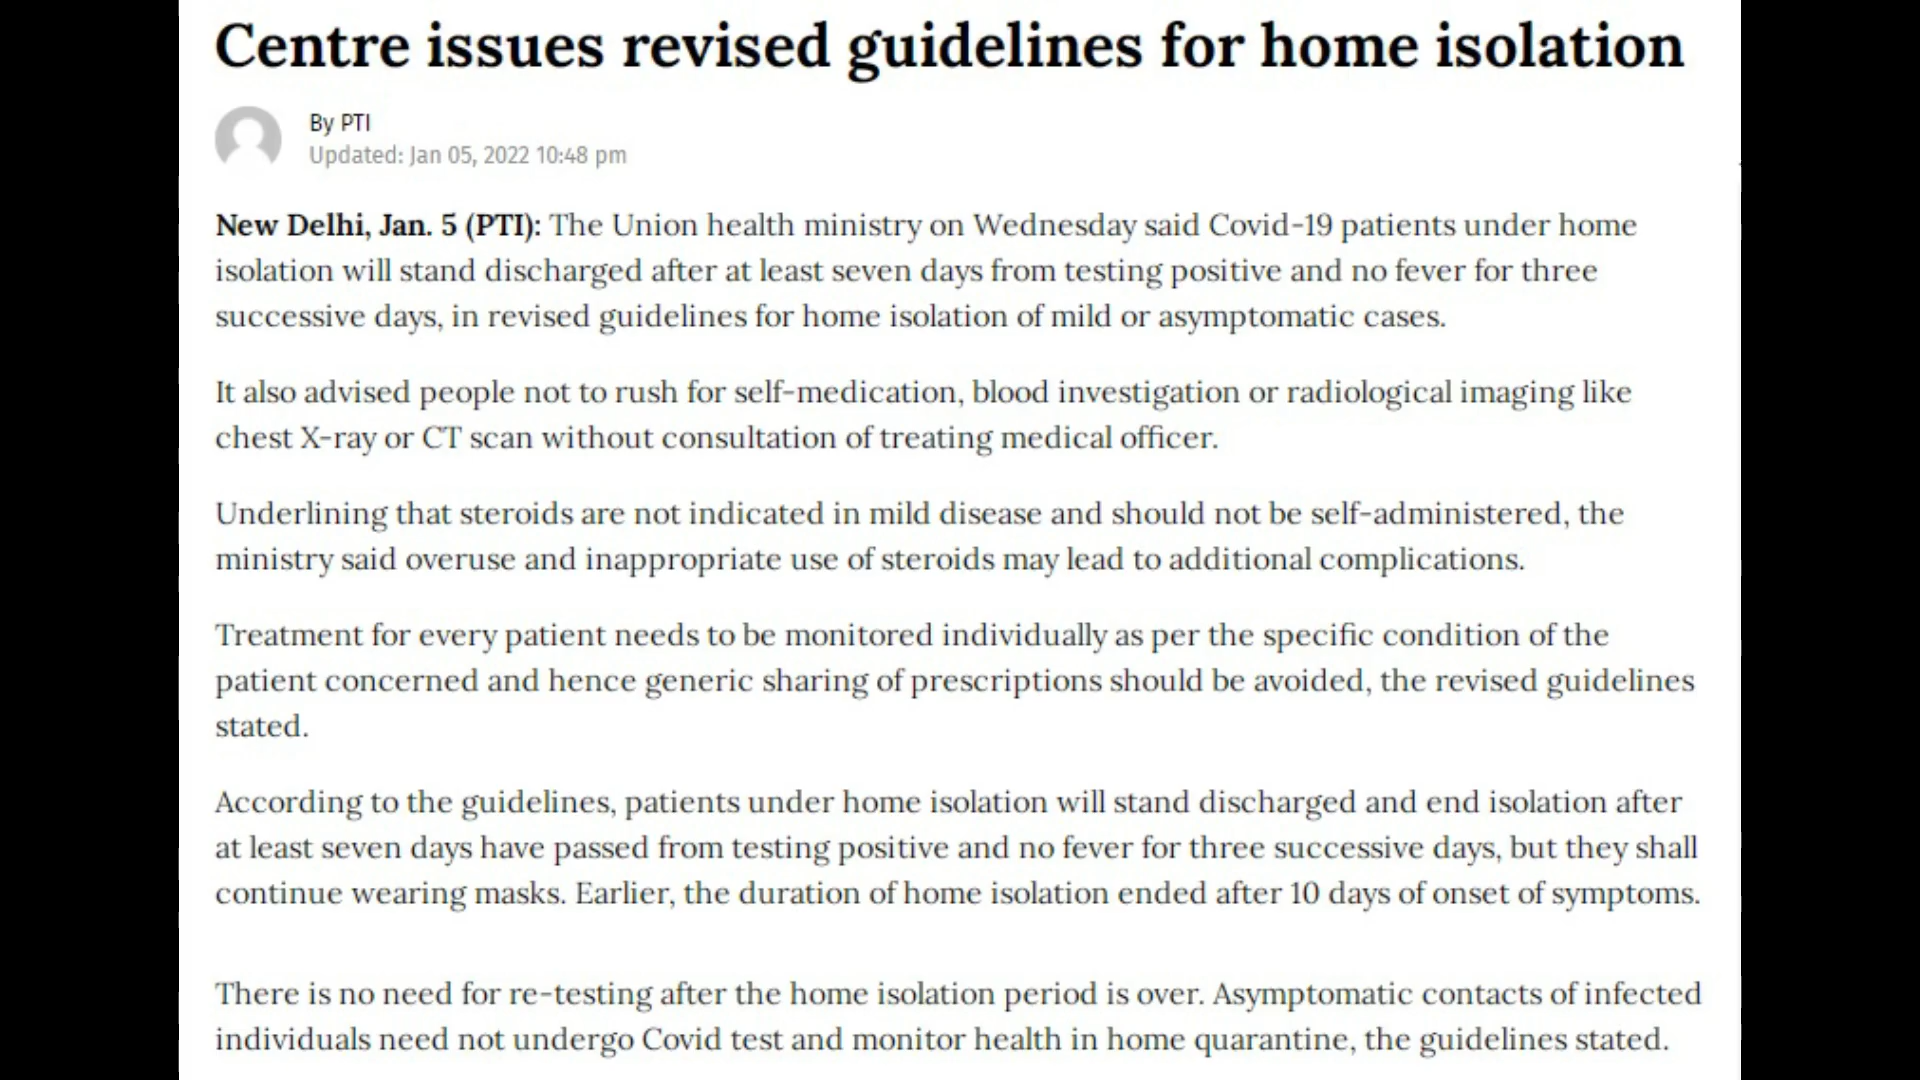 Centre issues revised guidelines for home isolation
By PTI
Updated: Jan 05, 2022 10:48 pm
New Delhi, Jan. 5 (PTI): The Union health ministry on Wednesday said Covid-19 patients under home
isolation will stand discharged after at least seven days from testing positive and no fever for three
successive days, in revised guidelines for home isolation of mild or asymptomatic cases.
It also advised people not to rush for self-medication, blood investigation or radiological imaging like
chest X-ray or CT scan without consultation of treating medical officer.
Underlining that steroids are not indicated in mild disease and should not be self-administered, the
ministry said overuse and inappropriate use of steroids may lead to additional complications.
Treatment for every patient needs to be monitored individually as per the specific condition of the
patient concerned and hence generic sharing of prescriptions should be avoided, the revised guidelines
stated.
According to the guidelines, patients under home isolation will stand discharged and end isolation after
at least seven days have passed from testing positive and no fever for three successive days, but they shall
continue wearing masks. Earlier, the duration of home isolation ended after 10 days of onset of symptoms.
There is no need for re-testing after the home isolation period is over. Asymptomatic contacts of infected
individuals need not undergo Covid test and monitor health in home quarantine, the guidelines stated.